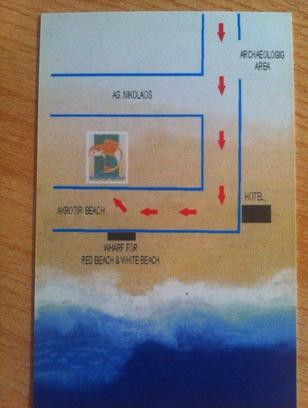 ARCHAEOLOGIG
AREA
AG. NIKOLAOS
HOTEL,
AKROTIRI BEACH
WHARF FOR
RED BEACH & WHITE BEACH